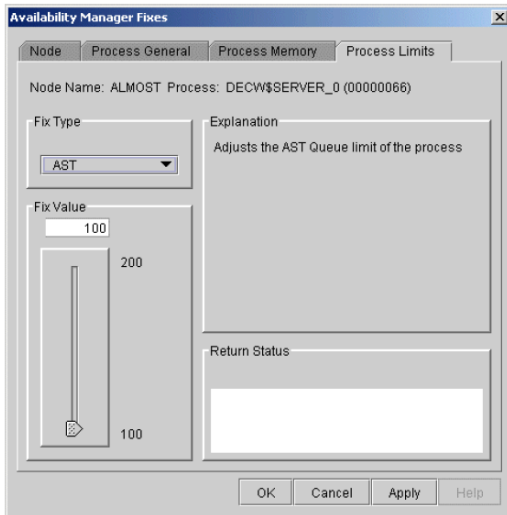 Availability Manager Fixes
Node Process General Process Memory Process Limits
Node Name: ALMOST Process: DECW$SERVER_0 (00000066)
Fix Type
AST
Explanation
Adjusts the AST Queue limit of the process
Fix Value
100
200
100
Return Status
OK Cancel Apply Help